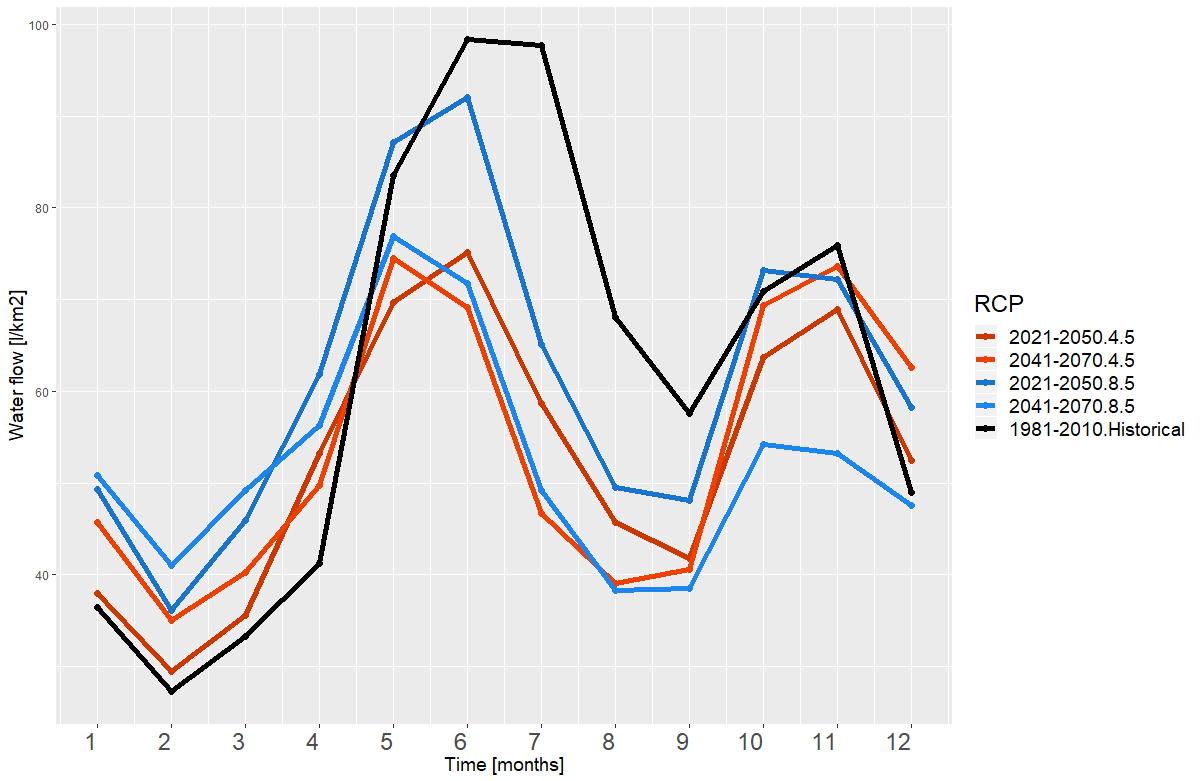 100
80
60
40
Water flow [l/km2]
1 2 3 4 5 6 7 8 9 10 11 12
Time [months]
RCP
2021-2050.4.5
2041-2070.4.5
2021-2050.8.5
2041-2070.8.5
1981-2010.Historical